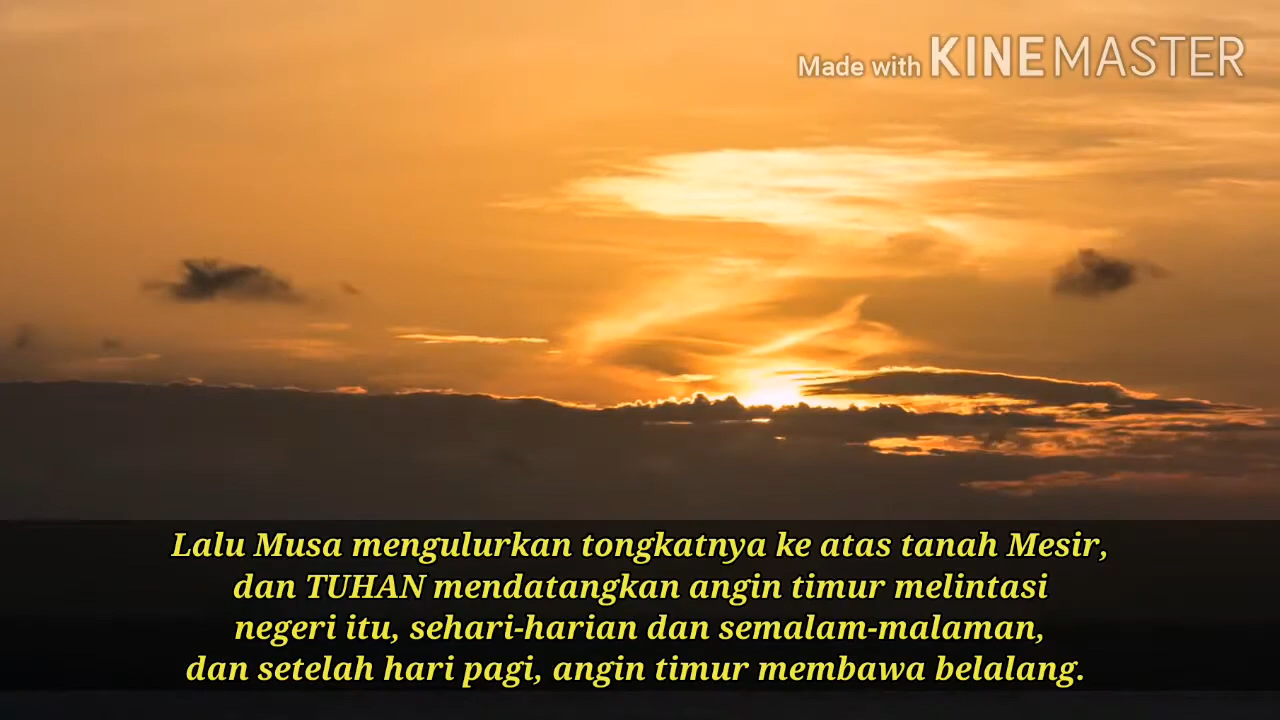 Made with KINEMASTER
Lalu Musa mengulurkan tongkatnya ke atas tanah Mesir,
dan TUHAN mendatangkan angin timur melintasi
negeri itu, sehari-harian dan semalam-malaman,
dan setelah hari pagi, angin timur membawa belalang.